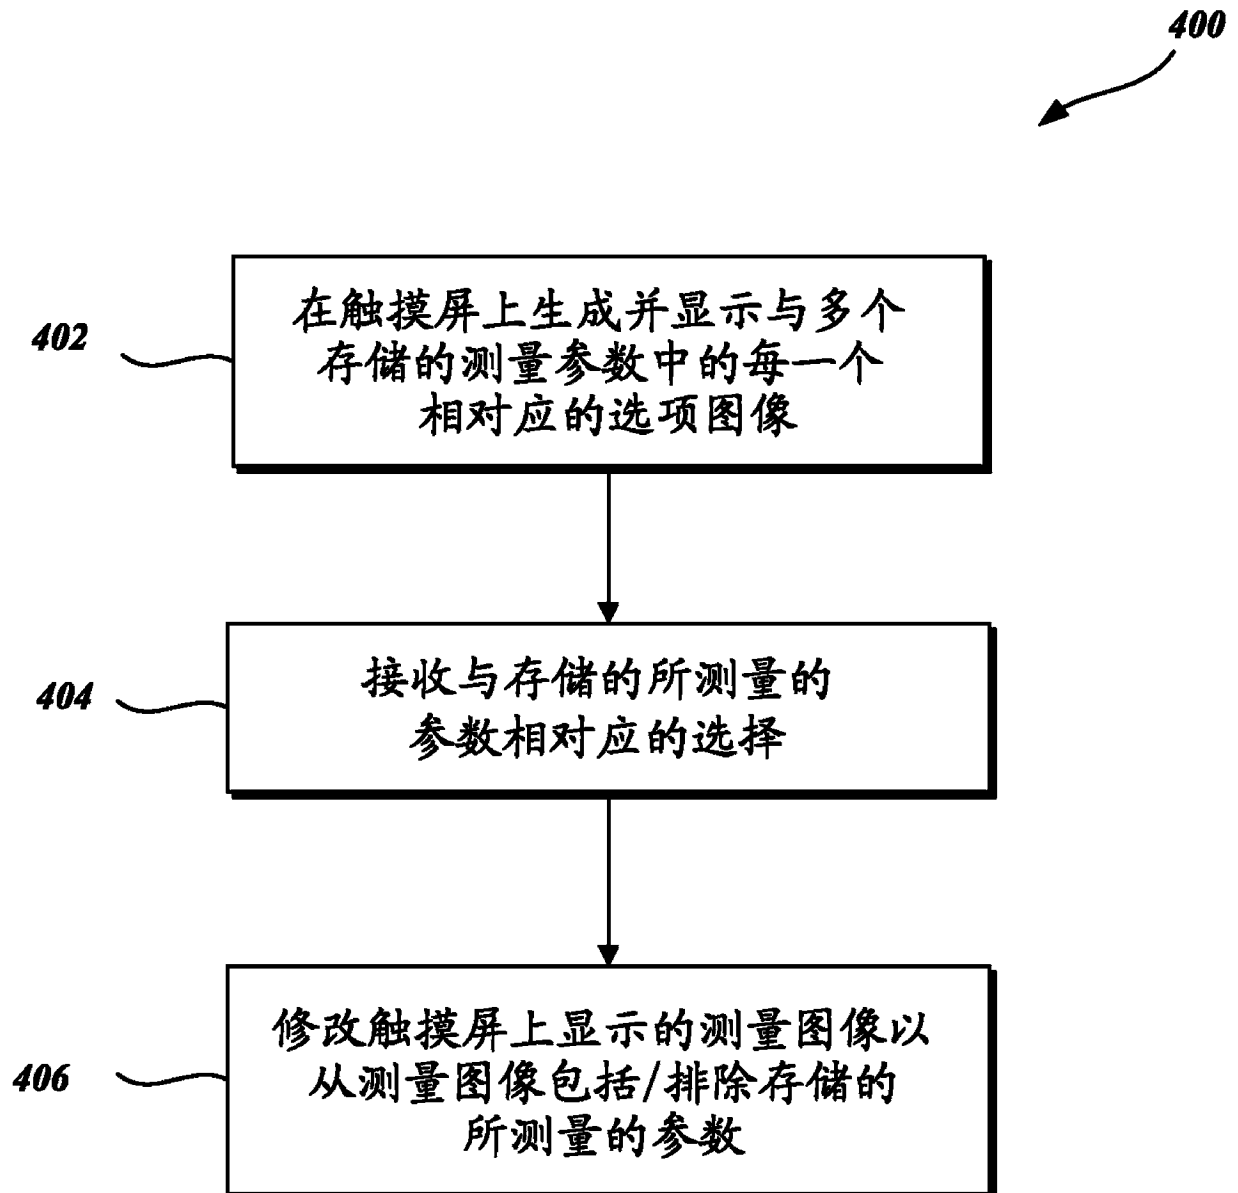 400
402
在触摸屏上生成并显示与多个
存储的测量参数中的每一个
相对应的选项图像
404
接收与存储的所测量的
参数相对应的选择
406
修改触摸屏上显示的测量图像以
从测量图像包括/排除存储的
所测量的参数